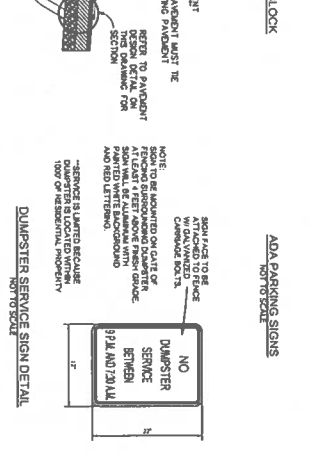 LOCK
ADA PARKING SIGNS
NOT TO SCALE
AVEMENT MUST TIE
NG PAVEMENT
REFER TO PAVEMENT
DESIGN DETAIL ON
THIS DRAWING FOR
SECTION
SIGN FACE TO BE
ATTACHED TO FENCE
W/ GALVANIZED
CARRIAGE BOLTS.
NOTE:
SIGN TO BE MOUNTED ON GATE OF
FENCING SURROUNDING DUMPSTER
AT LEAST 4 FEET ABOVE FINISH GRADE.
SIGN WILL BE ALUMINUM WITH
PAINTED WHITE BACKGROUND
AND RED LETTERING.
NO
DUMPSTER
SERVICE
BETWEEN
9 P.M. AND 7:30 A.M.
12"
22"
**SERVICE IS LIMITED BECAUSE
DUMPSTER IS LOCATED WITHIN
1000' OF RESIDENTIAL PROPERTY
DUMPSTER SERVICE SIGN DETAIL
NOT TO SCALE